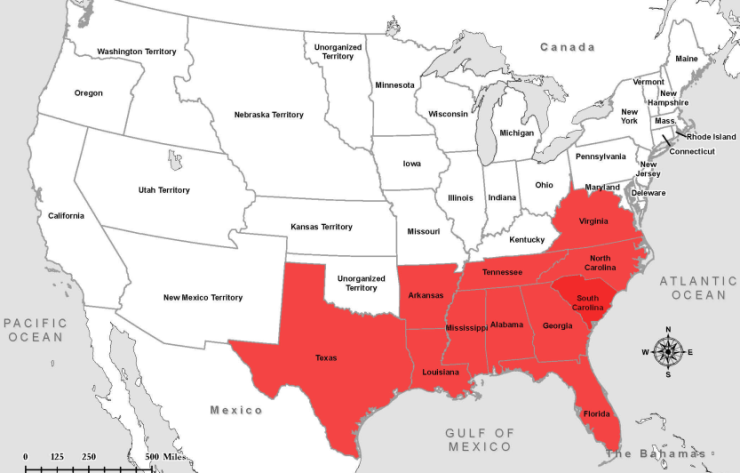 Canada
Washington Territory
Unorganized
Territory
Maine
Minnesota
Oregon
Vermont
New
Hampshire
Nebraska Territory
Wisconsin
New
York
Mass.
Michigan
Rhode Island
Connecticut
Pennsylvania
Iowa
New
Jersey
Utah Territory
Ohio
Maryland
Deleware
Illinois
Indiana
California
Virginia
Kansas Territory
Missouri
Kentucky
North
Carolina
Tennessee
Unorganized
Territory
ATLANTIC
OCEAN
New Mexico Territory
Arkansas
South
Carolina
PACIFIC
OCEAN
Mississippi
Alabama
Georgia
N
W
E
S
Texas
Louisiana
Mexico
Florida
GULF OF
MEXICO
The Bahamas
0 125 250 500 Miles